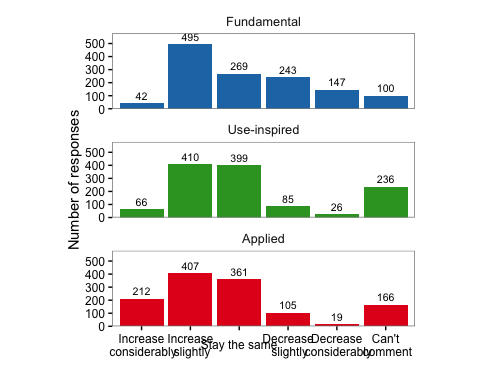 Fundamental
500
400
300
200
100
0
42
495
269
243
147
100
Use-inspired
500
400
300
200
100
0
66
410
399
85
26
236
Applied
500
400
300
200
100
0
212
407
361
105
19
166
Number of responses
Increase
considerably
Increase
slightly
Stay the same
Decrease
slightly
Decrease
considerably
Can't
comment